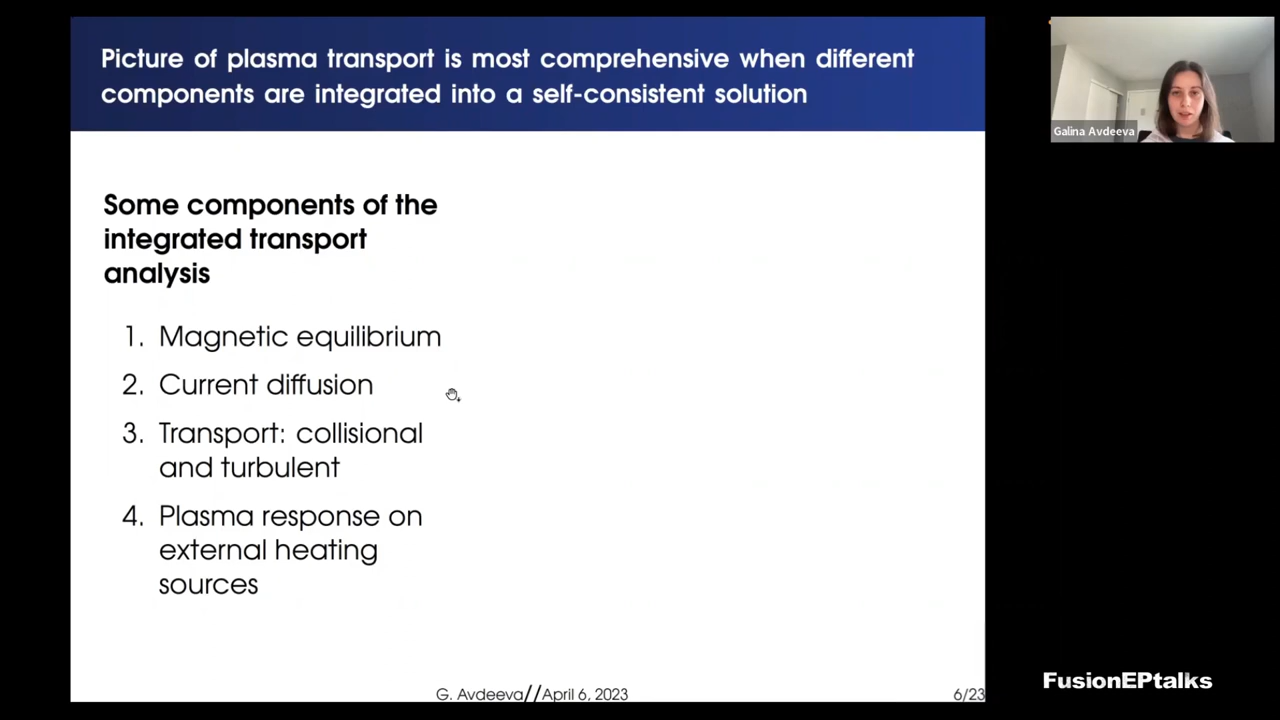 Picture of plasma transport is most comprehensive when different
components are integrated into a self-consistent solution
Galina Avdeeva
Some components of the
integrated transport
analysis
1. Magnetic equilibrium
2. Current diffusion
3. Transport: collisional
and turbulent
4. Plasma response on
external heating
sources
G. Avdeeva//April 6, 2023
6/23
FusionEPtalks